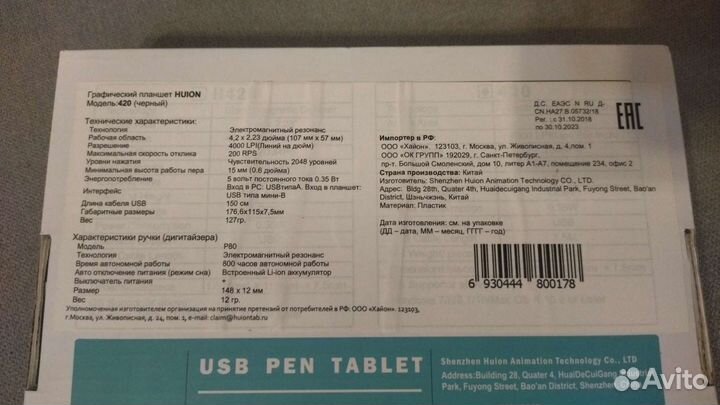 Графический планшет HUION
Модель:420 (черный)
Технические характеристики:
Технология Электромагнитный резонанс
Рабочая область 4,2 x 2,23 дюйма (107 мм x 57 мм)
Разрешение 4000 LPI(Линий на дюйм)
Максимальная скорость отклика 200 RPS
Уровни нажатия Чувствительность 2048 уровней
Минимальная высота работы пера 15 мм (0.6 дюйма)
Энергопотребление 5 вольт постоянного тока 0.35 Вт
Интерфейс Вход в PC: USBтипаA. Вход в планшет:
USB типа мини-B
Длина кабеля USB 150 см
Габаритные размеры 176,6x115x7,5мм
Вес 127гр.
Характеристики ручки (дигитайзера)
Модель P80
Технология Электромагнитный резонанс
Время автономной работы 800 часов автономной работы
Авто отключение питания (режим сна) Встроенный Li-ion аккумулятор
Выключатель питания +
Размер 148 x 12 мм
Вес 12 гр.
Уполномоченная изготовителем организация на принятие претензий от потребителей в РФ: ООО «Хайон». 123103,
г.Москва, ул. Живописная, д. 24, пом. 1, e-mail: claim@huiontab.ru
Д.С. ЕАЭС N RU Д-
CN.НА27.В.05732/18
Рег. : с 31.10.2018
по 30.10.2023
EAC
Импортер в РФ:
ООО «Хайон». 123103, г. Москва, ул. Живописная, д.4, пом. 1
ООО «ОК ГРУПП» 192029, г. Санкт-Петербург,
пр-т. Большой Смоленский, дом 10, литер А1-А7, помещение 234, офис 2
Страна изготовления: Китай
Изготовитель: Shenzhen Huion Animation Technology CO., LTD.
Адрес: Bldg 28th, Quater 4th, Huaidecuigang Industrial Park, Fuyong Street, Bao'an
District, Шэньчжэнь, Китай
Материал: Пластик
Дата изготовления: см. на упаковке
(ДД – дата, ММ – месяц, ГГГГ – год)
6 930444 800178
USB PEN TABLET
Shenzhen Huion Animation Technology Co., LTD
Address:Building 28, Quater 4, HuaiDeCuiGang Industrial
Park, Fuyong Street, Bao'an District, Shenzhen,
Avito